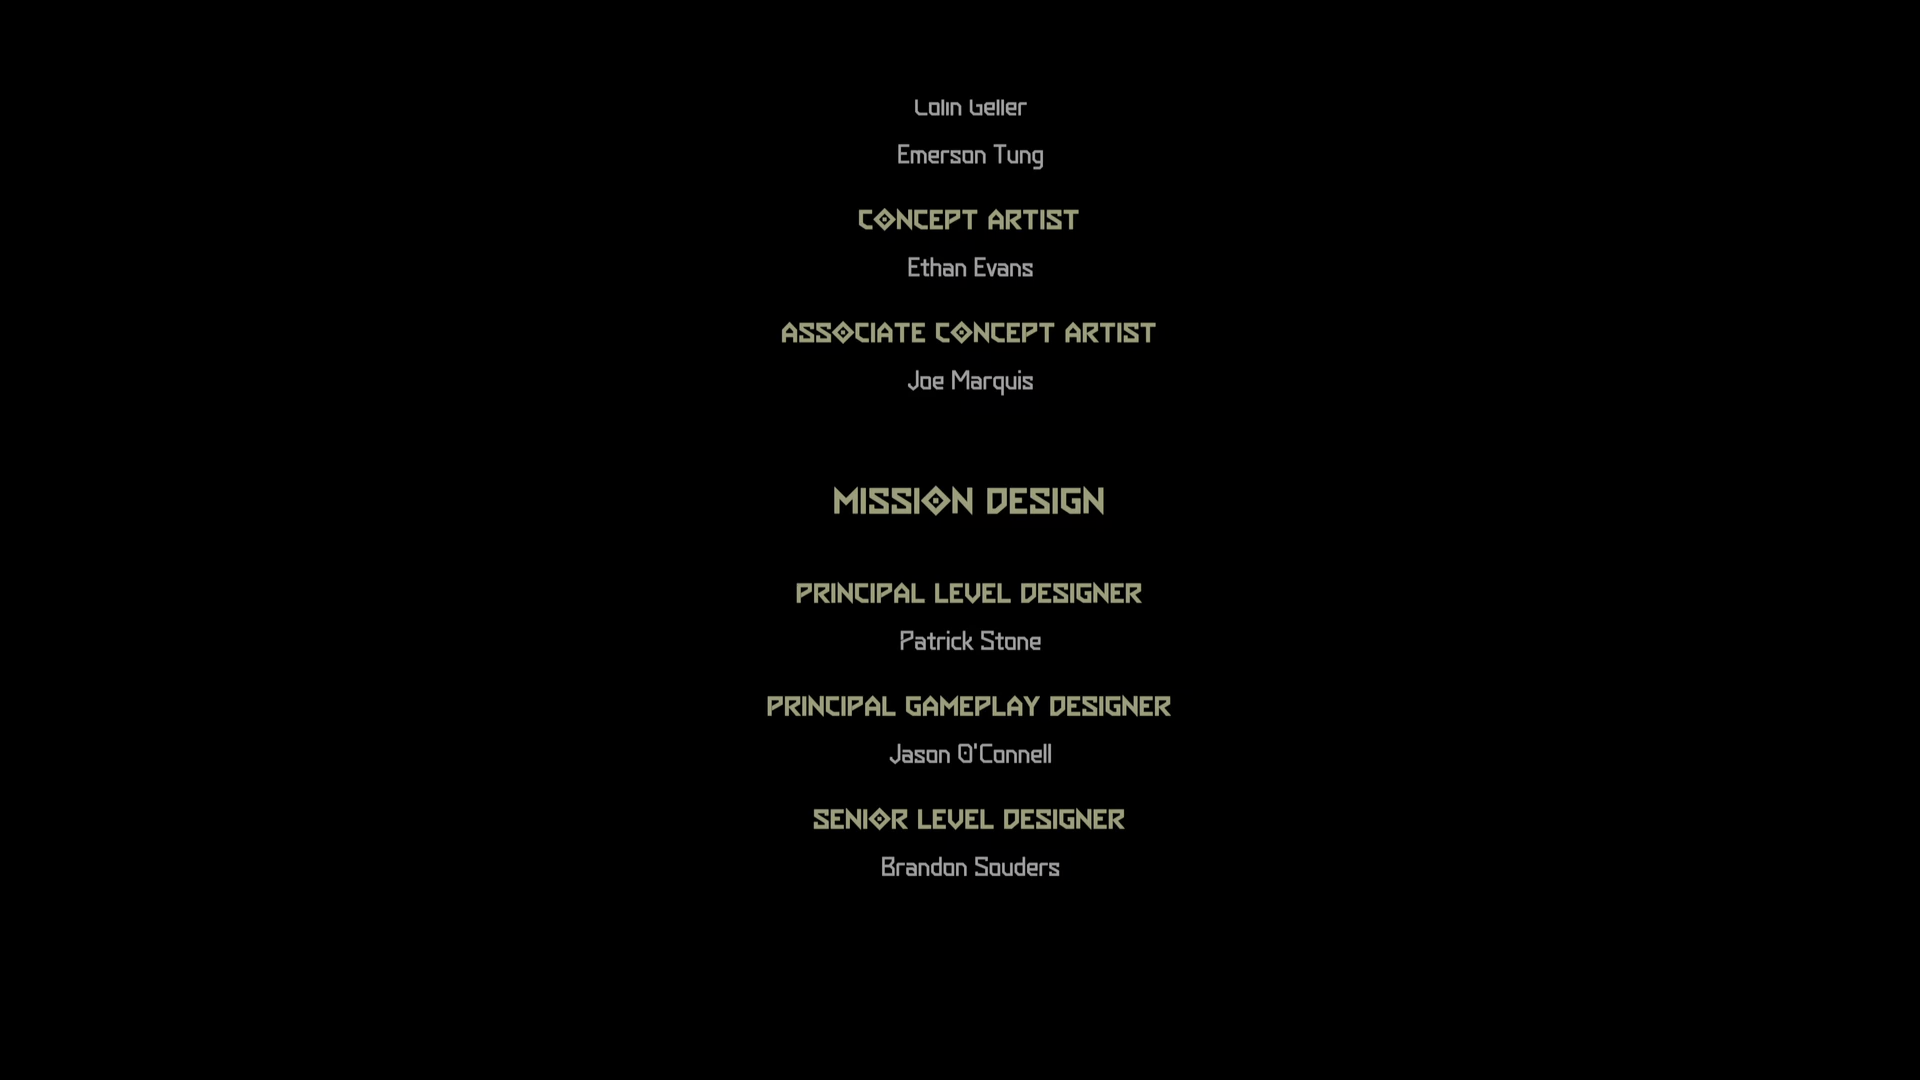 Colin Geller
Emerson Tung
CONCEPT ARTIST
Ethan Evans
ASSOCIATE CONCEPT ARTIST
Joe Marquis
MISSION DESIGN
PRINCIPAL LEVEL DESIGNER
Patrick Stone
PRINCIPAL GAMEPLAY DESIGNER
Jason O'Connell
SENIOR LEVEL DESIGNER
Brandon Souders